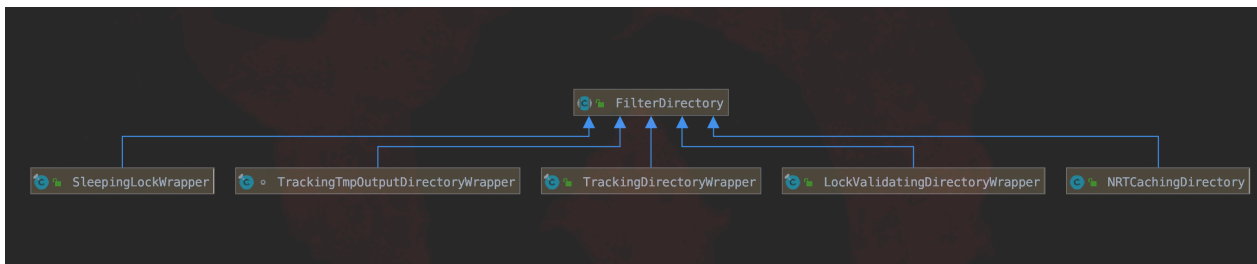 FilterDirectory
SleepingLockWrapper
TrackingTmpOutputDirectoryWrapper
TrackingDirectoryWrapper
LockValidatingDirectoryWrapper
NRTCachingDirectory